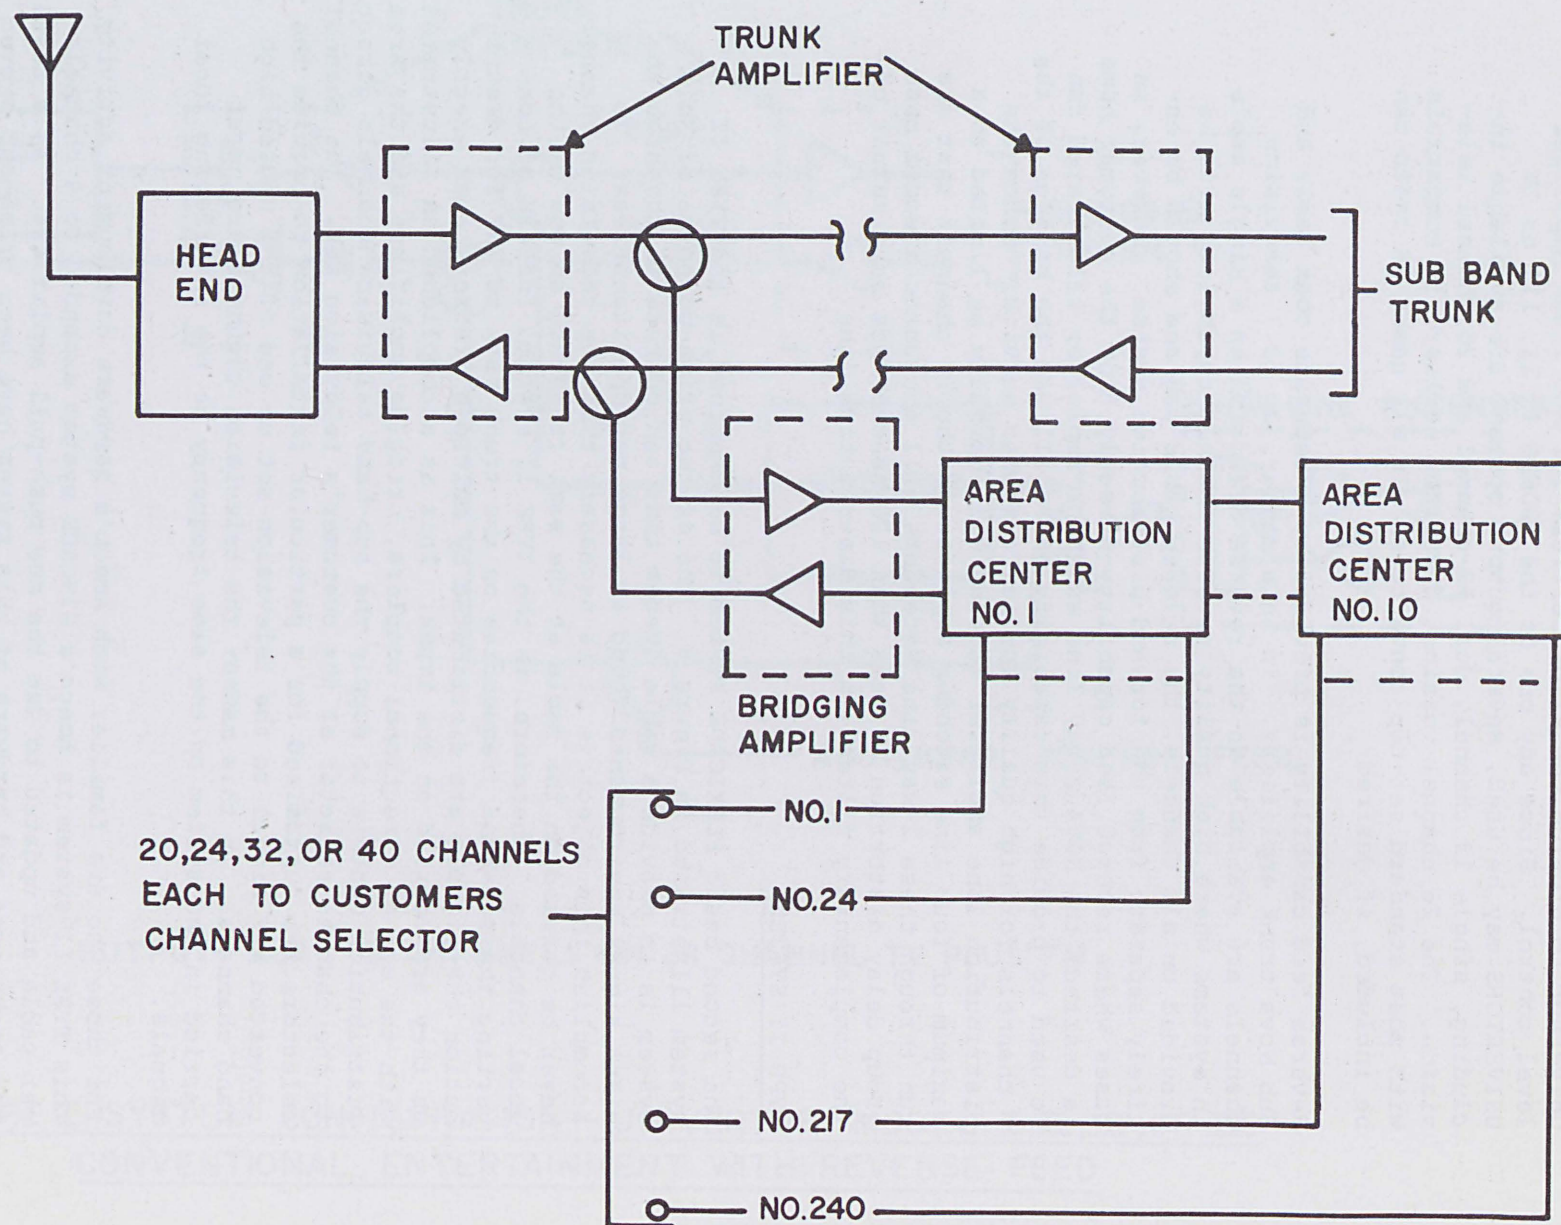 TRUNK
AMPLIFIER
HEAD
END
SUB BAND
TRUNK
AREA
DISTRIBUTION
CENTER
NO. 1
AREA
DISTRIBUTION
CENTER
NO. 10
BRIDGING
AMPLIFIER
NO. 1
20, 24, 32, OR 40 CHANNELS
EACH TO CUSTOMERS
CHANNEL SELECTOR
NO. 24
NO. 217
NO. 240